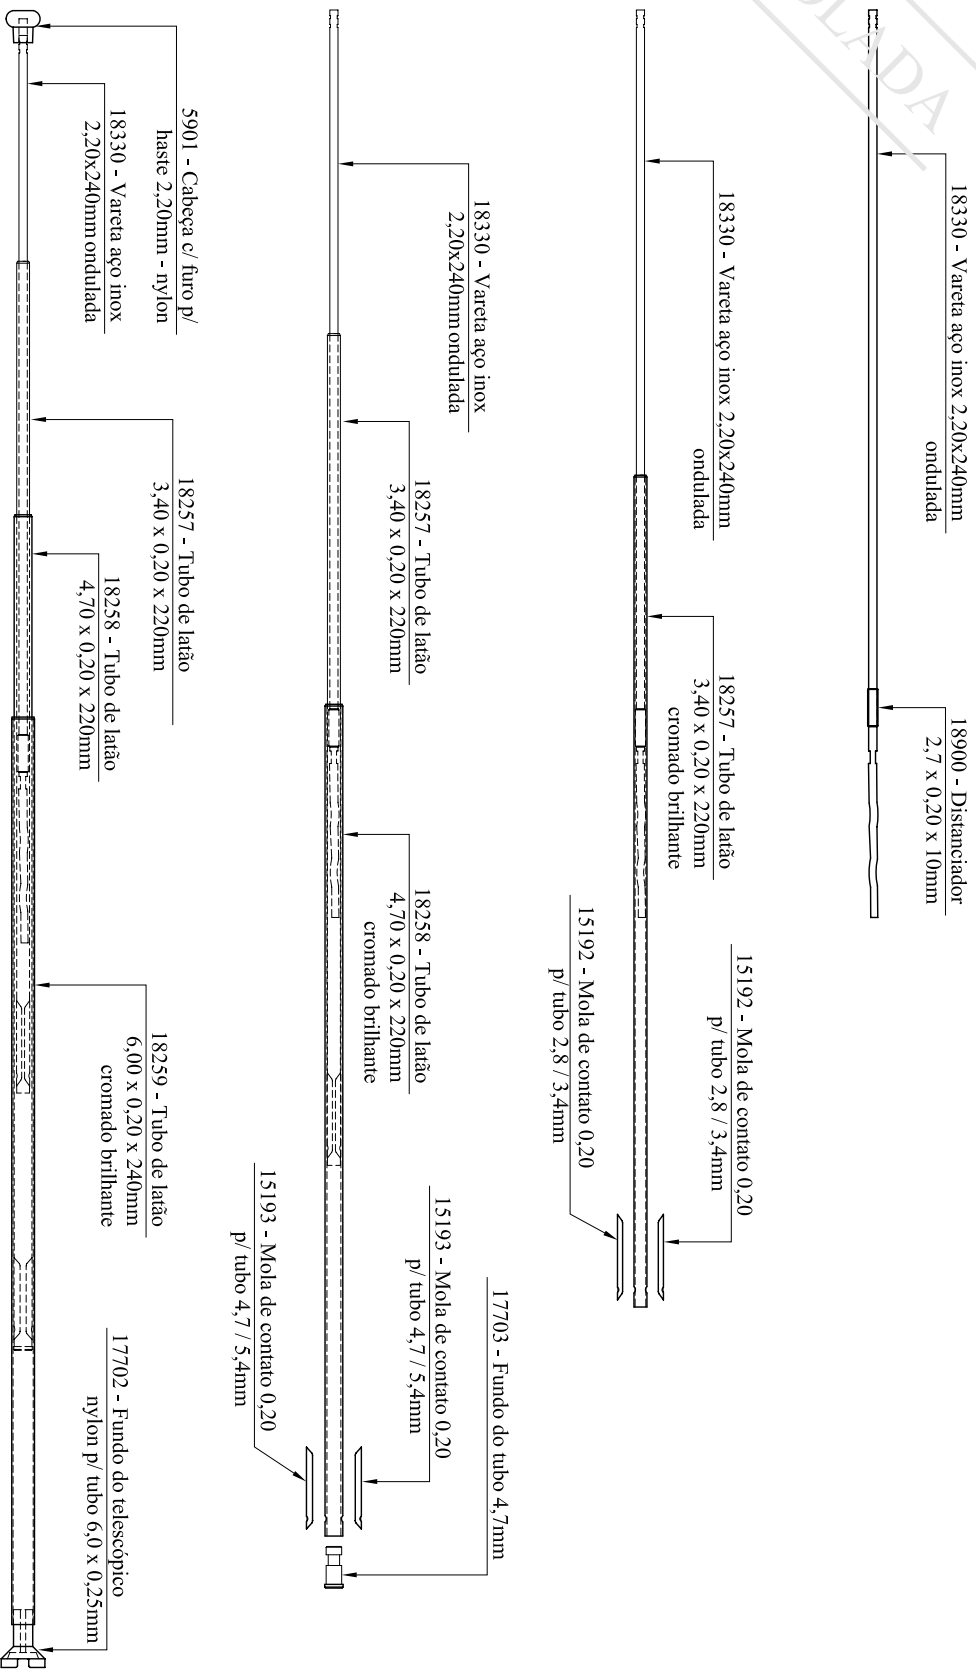 18330 - Vareta aço inox 2,20x240mm
ondulada
18900 - Distanciador
2,7 x 0,20 x 10mm
18330 - Vareta aço inox 2,20x240mm
ondulada
18257 - Tubo de latão
3,40 x 0,20 x 220mm
cromado brilhante
15192 - Mola de contato 0,20
p/ tubo 2,8 / 3,4mm
15192 - Mola de contato 0,20
p/ tubo 2,8 / 3,4mm
18330 - Vareta aço inox
2,20x240mmondulada
18257 - Tubo de latão
3,40 x 0,20 x 220mm
18258 - Tubo de latão
4,70 x 0,20 x 220mm
cromado brilhante
17703 - Fundo do tubo 4,7mm
15193 - Mola de contato 0,20
p/ tubo 4,7 / 5,4mm
15193 - Mola de contato 0,20
p/ tubo 4,7 / 5,4mm
5901 - Cabeça c/ furo p/
haste 2,20mm - nylon
18330 - Vareta aço inox
2,20x240mmondulada
18257 - Tubo de latão
3,40 x 0,20 x 220mm
18258 - Tubo de latão
4,70 x 0,20 x 220mm
18259 - Tubo de latão
6,00 x 0,20 x 240mm
cromado brilhante
17702 - Fundo do telescópico
nylon p/ tubo 6,0 x 0,25mm